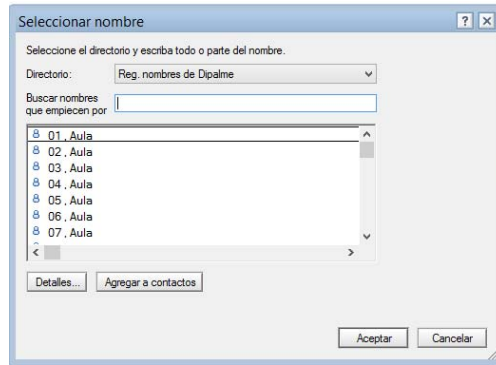 Seleccionar nombre
Seleccione el directorio y escriba todo o parte del nombre.
Directorio: Reg. nombres de Dipalme
Buscar nombres
que empiecen por
01 , Aula
02 , Aula
03 , Aula
04 , Aula
05 , Aula
06 , Aula
07 , Aula
Detalles... Agregar a contactos
Aceptar Cancelar